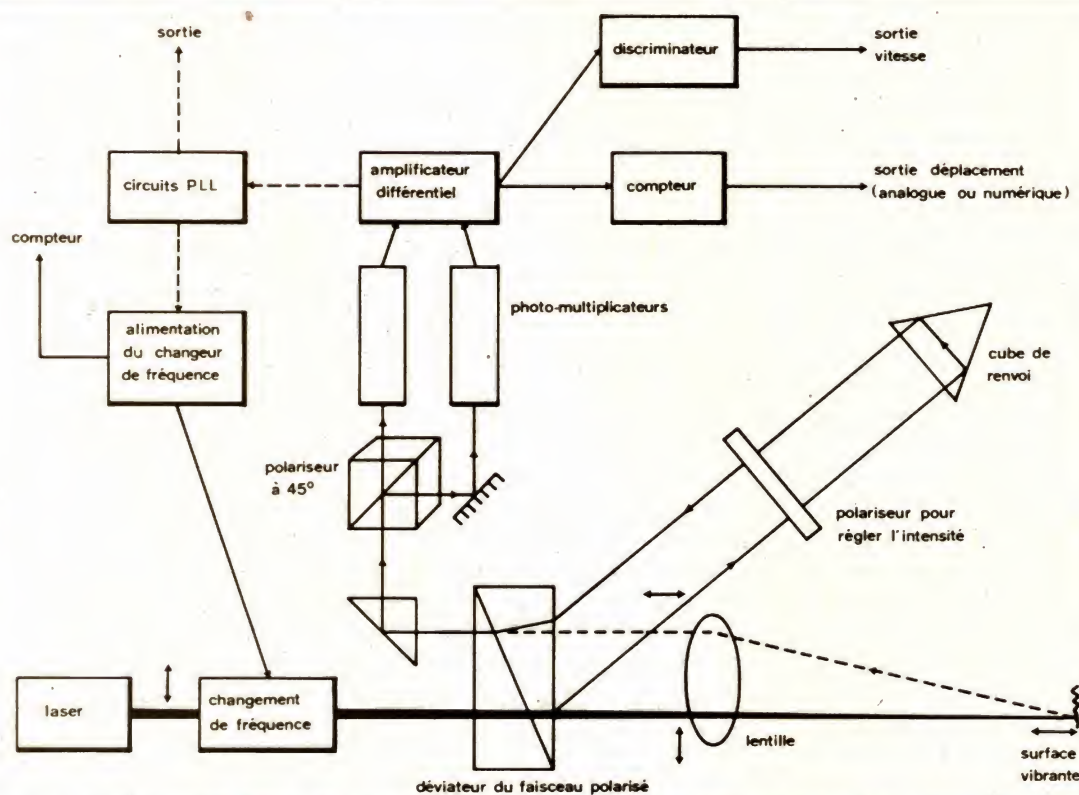 sortie
discriminateur
sortie
vitesse
circuits PLL
amplificateur
différentiel
compteur
sortie déplacement
(analogue ou numérique)
compteur
photo-multiplicateurs
alimentation
du changeur
de fréquence
cube de
renvoi
polariseur
à 45°
polariseur pour
règler l'intensité
laser
changement
de fréquence
lentille
surface
vibrante
déviateur du faisceau polarisé